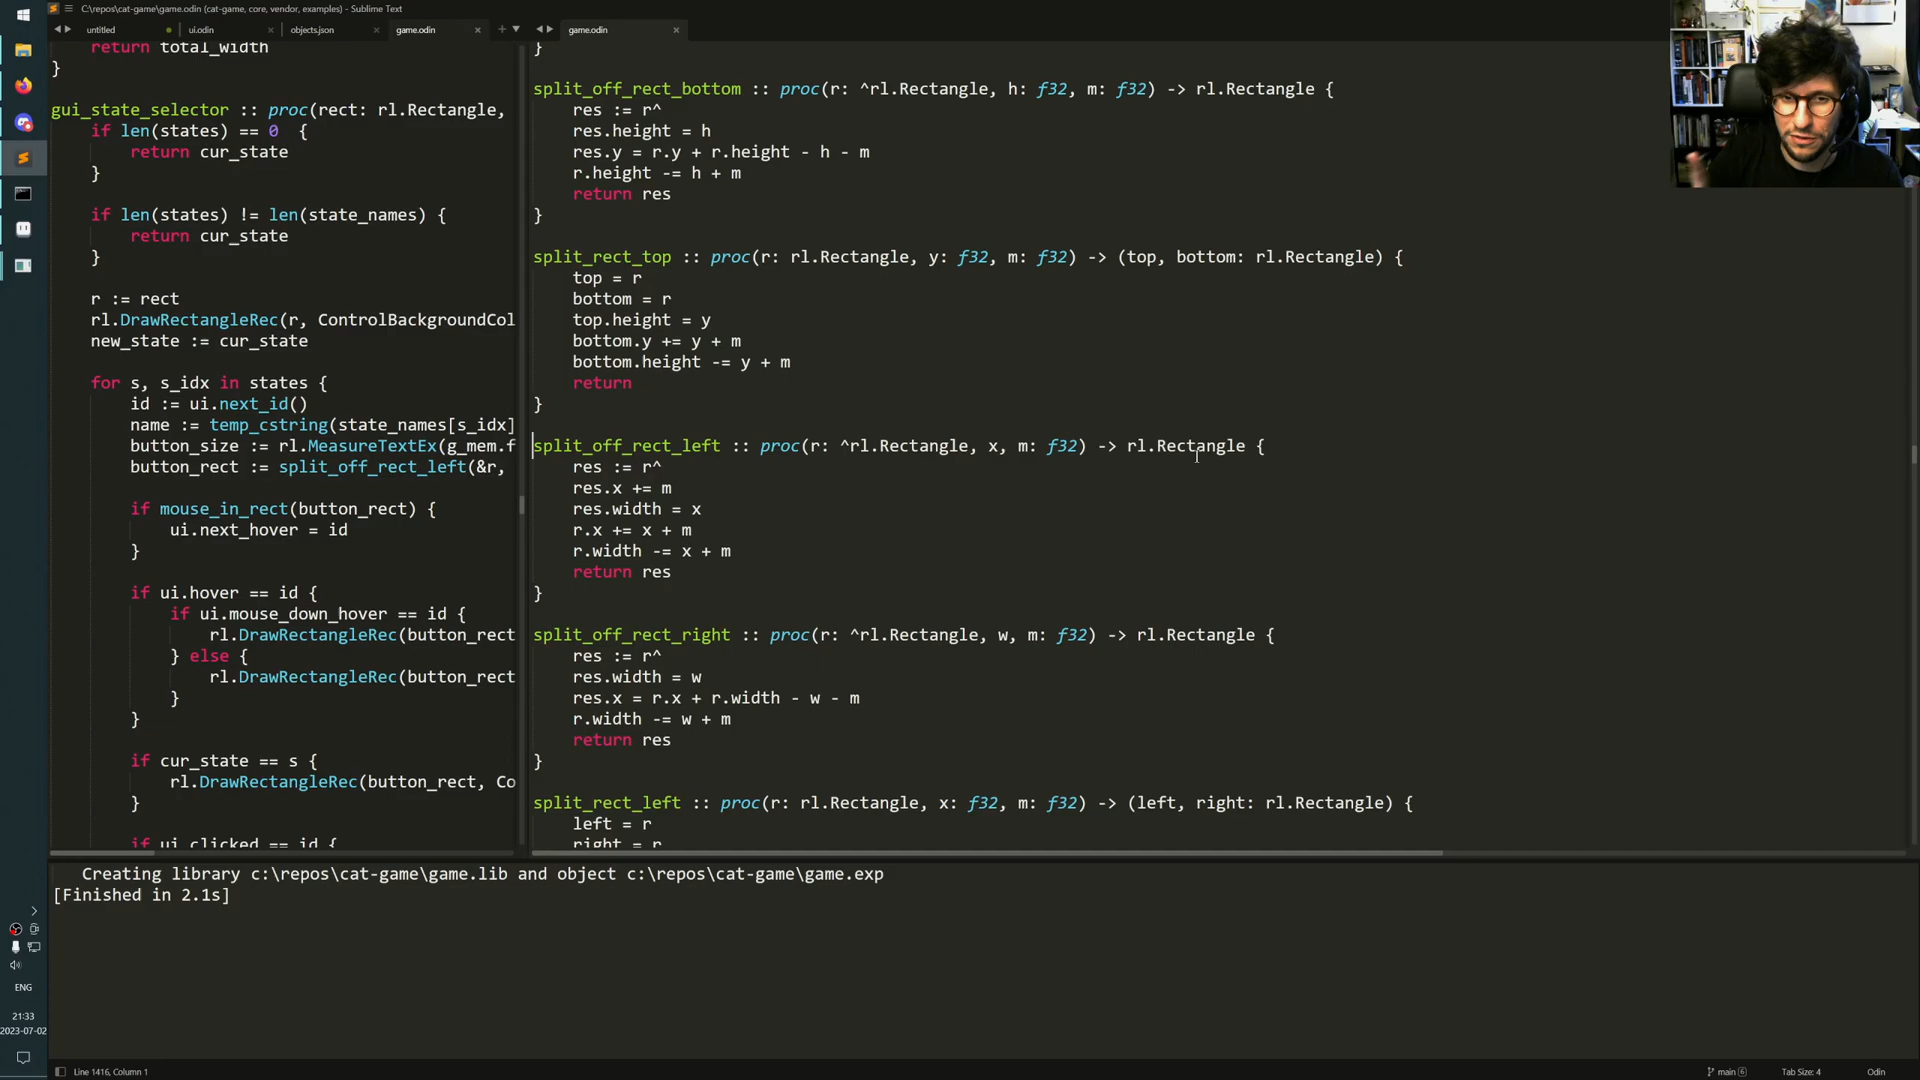 C:\repos\cat-game\game.odin (cat-game, core, vendor, examples) - Sublime Text
untitled
ui.odin
objects.json
game.odin
game.odin
return total_width
}
gui_state_selector :: proc(rect: rl.Rectangle,
if len(states) == 0  {
return cur_state
}
if len(states) != len(state_names) {
return cur_state
}
r := rect
rl.DrawRectangleRec(r, ControlBackgroundCol
new_state := cur_state
for s, s_idx in states {
id := ui.next_id()
name := temp_cstring(state_names[s_idx]
button_size := rl.MeasureTextEx(g_mem.f
button_rect := split_off_rect_left(&r,
if mouse_in_rect(button_rect) {
ui.next_hover = id
}
if ui.hover == id {
if ui.mouse_down_hover == id {
rl.DrawRectangleRec(button_rect
} else {
rl.DrawRectangleRec(button_rect
}
}
if cur_state == s {
rl.DrawRectangleRec(button_rect, Co
}
if ui.clicked == id {
}
split_off_rect_bottom :: proc(r: ^rl.Rectangle, h: f32, m: f32) -> rl.Rectangle {
res := r^
res.height = h
res.y = r.y + r.height - h - m
r.height -= h + m
return res
}
split_rect_top :: proc(r: rl.Rectangle, y: f32, m: f32) -> (top, bottom: rl.Rectangle) {
top = r
bottom = r
top.height = y
bottom.y += y + m
bottom.height -= y + m
return
}
split_off_rect_left :: proc(r: ^rl.Rectangle, x, m: f32) -> rl.Rectangle {
res := r^
res.x += m
res.width = x
r.x += x + m
r.width -= x + m
return res
}
split_off_rect_right :: proc(r: ^rl.Rectangle, w, m: f32) -> rl.Rectangle {
res := r^
res.width = w
res.x = r.x + r.width - w - m
r.width -= w + m
return res
}
split_rect_left :: proc(r: rl.Rectangle, x: f32, m: f32) -> (left, right: rl.Rectangle) {
left = r
right = r
Creating library c:\repos\cat-game\game.lib and object c:\repos\cat-game\game.exp
[Finished in 2.1s]
ENG
21:33
2023-07-02
Line 1416, Column 1
main 6
Tab Size: 4
Odin